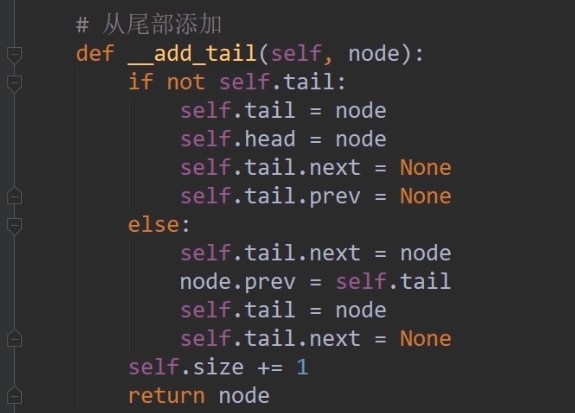 # 从尾部添加
def __add_tail(self, node):
if not self.tail:
self.tail = node
self.head = node
self.tail.next = None
self.tail.prev = None
else:
self.tail.next = node
node.prev = self.tail
self.tail = node
self.tail.next = None
self.size += 1
return node